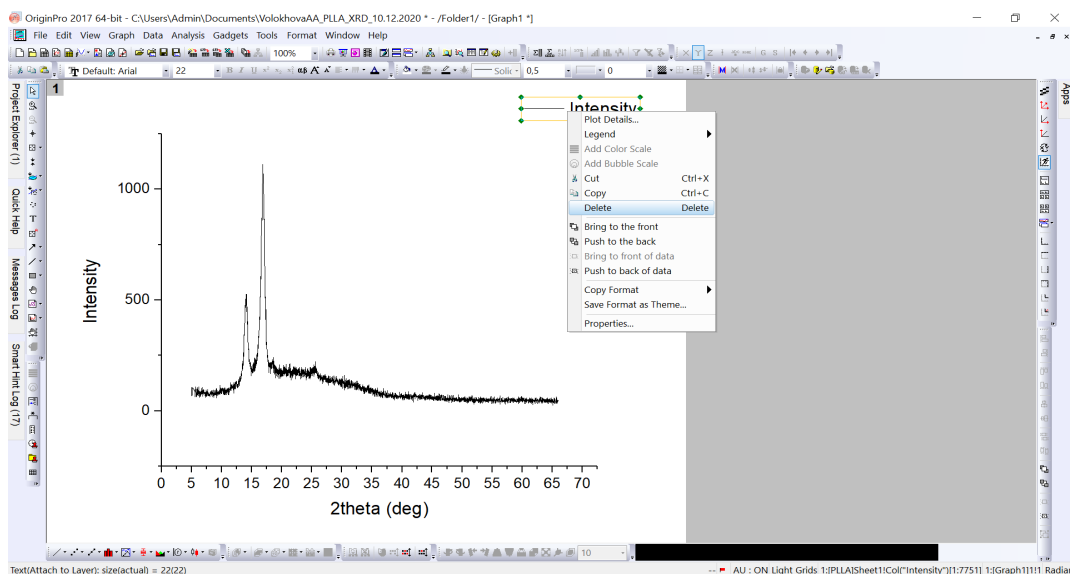 OriginPro 2017 64-bit - C:\Users\Admin\Documents\VolokhovaAA_PLLA_XRD_10.12.2020 * - /Folder1/ - [Graph1 *]
File Edit View Graph Data Analysis Gadgets Tools Format Window Help
100%
Default: Arial 22 B I U αβ A A A Solic 0,5 0
Project Explorer (1)
Quick Help
Messages Log
Smart Hint Log (17)
Apps
1
Intensity
Plot Details...
Legend
Add Color Scale
Add Bubble Scale
Cut Ctrl+X
Copy Ctrl+C
Delete Delete
Bring to the front
Push to the back
Bring to front of data
Push to back of data
Copy Format
Save Format as Theme...
Properties...
1000
500
0
Intensity
0 5 10 15 20 25 30 35 40 45 50 55 60 65 70
2theta (deg)
10
Text(Attach to Layer): size(actual) = 22(22)
-- AU : ON Light Grids 1:[PLLA]Sheet1!Col("Intensity")[1:7751] 1:[Graph1]1!1 Radian